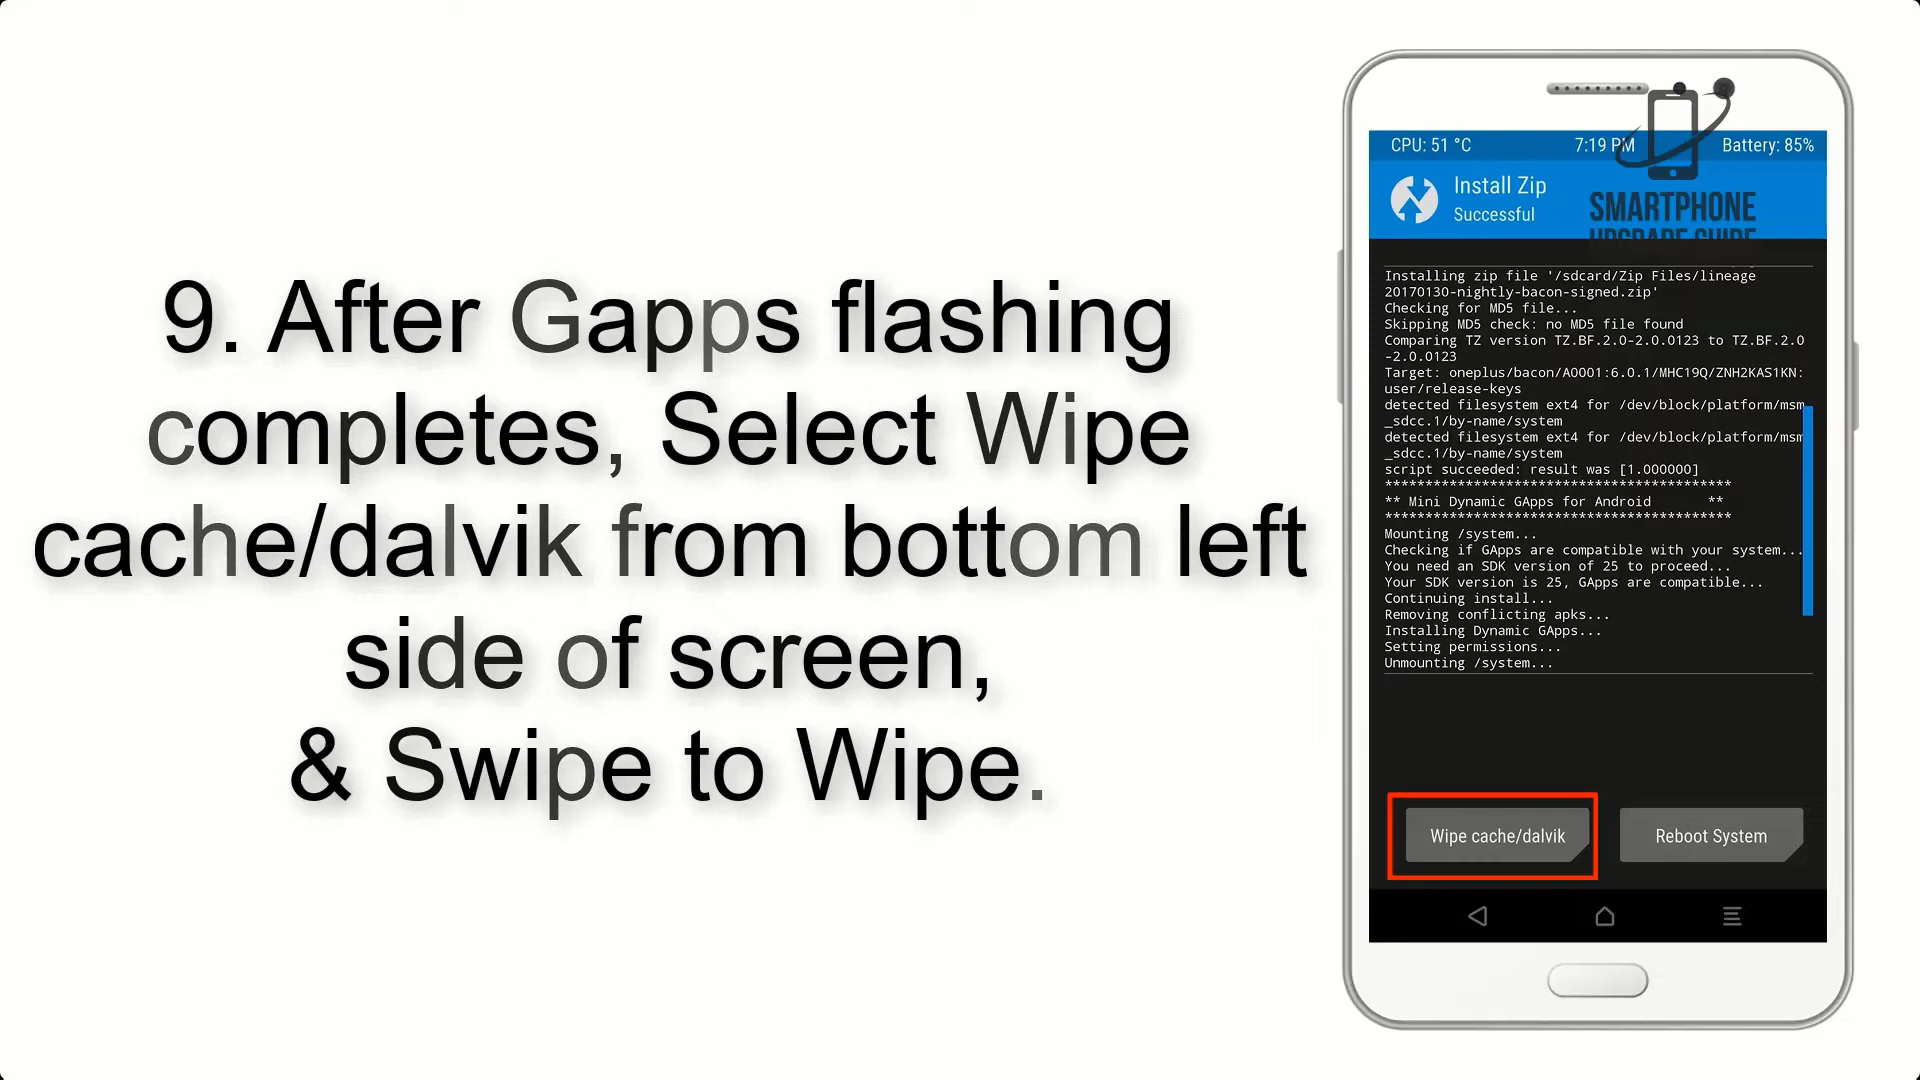 9. After Gapps flashing
completes, Select Wipe
cache/dalvik from bottom left
side of screen,
& Swipe to Wipe.
CPU: 51 °C 7:19 PM Battery: 85%
Install Zip
Successful
SMARTPHONE
UPGRADE GUIDE
Installing zip file '/sdcard/Zip Files/lineage
20170130-nightly-bacon-signed.zip'
Checking for MD5 file...
Skipping MD5 check: no MD5 file found
Comparing TZ version TZ.BF.2.0-2.0.0123 to TZ.BF.2.0
-2.0.0123
Target: oneplus/bacon/A0001:6.0.1/MHC19Q/ZNH2KAS1KN:
user/release-keys
detected filesystem ext4 for /dev/block/platform/msm
_sdcc.1/by-name/system
detected filesystem ext4 for /dev/block/platform/msm
_sdcc.1/by-name/system
script succeeded: result was [1.000000]
*******************************************
** Mini Dynamic GApps for Android **
*******************************************
Mounting /system...
Checking if GApps are compatible with your system...
You need an SDK version of 25 to proceed...
Your SDK version is 25, GApps are compatible...
Continuing install...
Removing conflicting apks...
Installing Dynamic GApps...
Setting permissions...
Unmounting /system...
Wipe cache/dalvik Reboot System